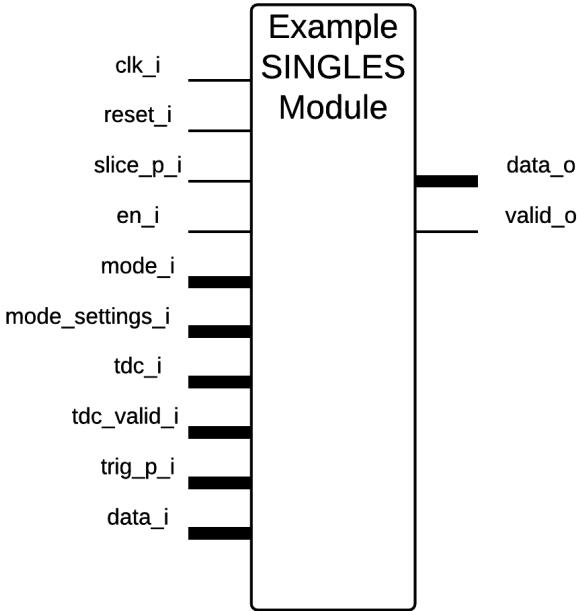 Example
SINGLES
Module
clk_i
reset_i
slice_p_i
en_i
mode_i
mode_settings_i
tdc_i
tdc_valid_i
trig_p_i
data_i
data_o
valid_o